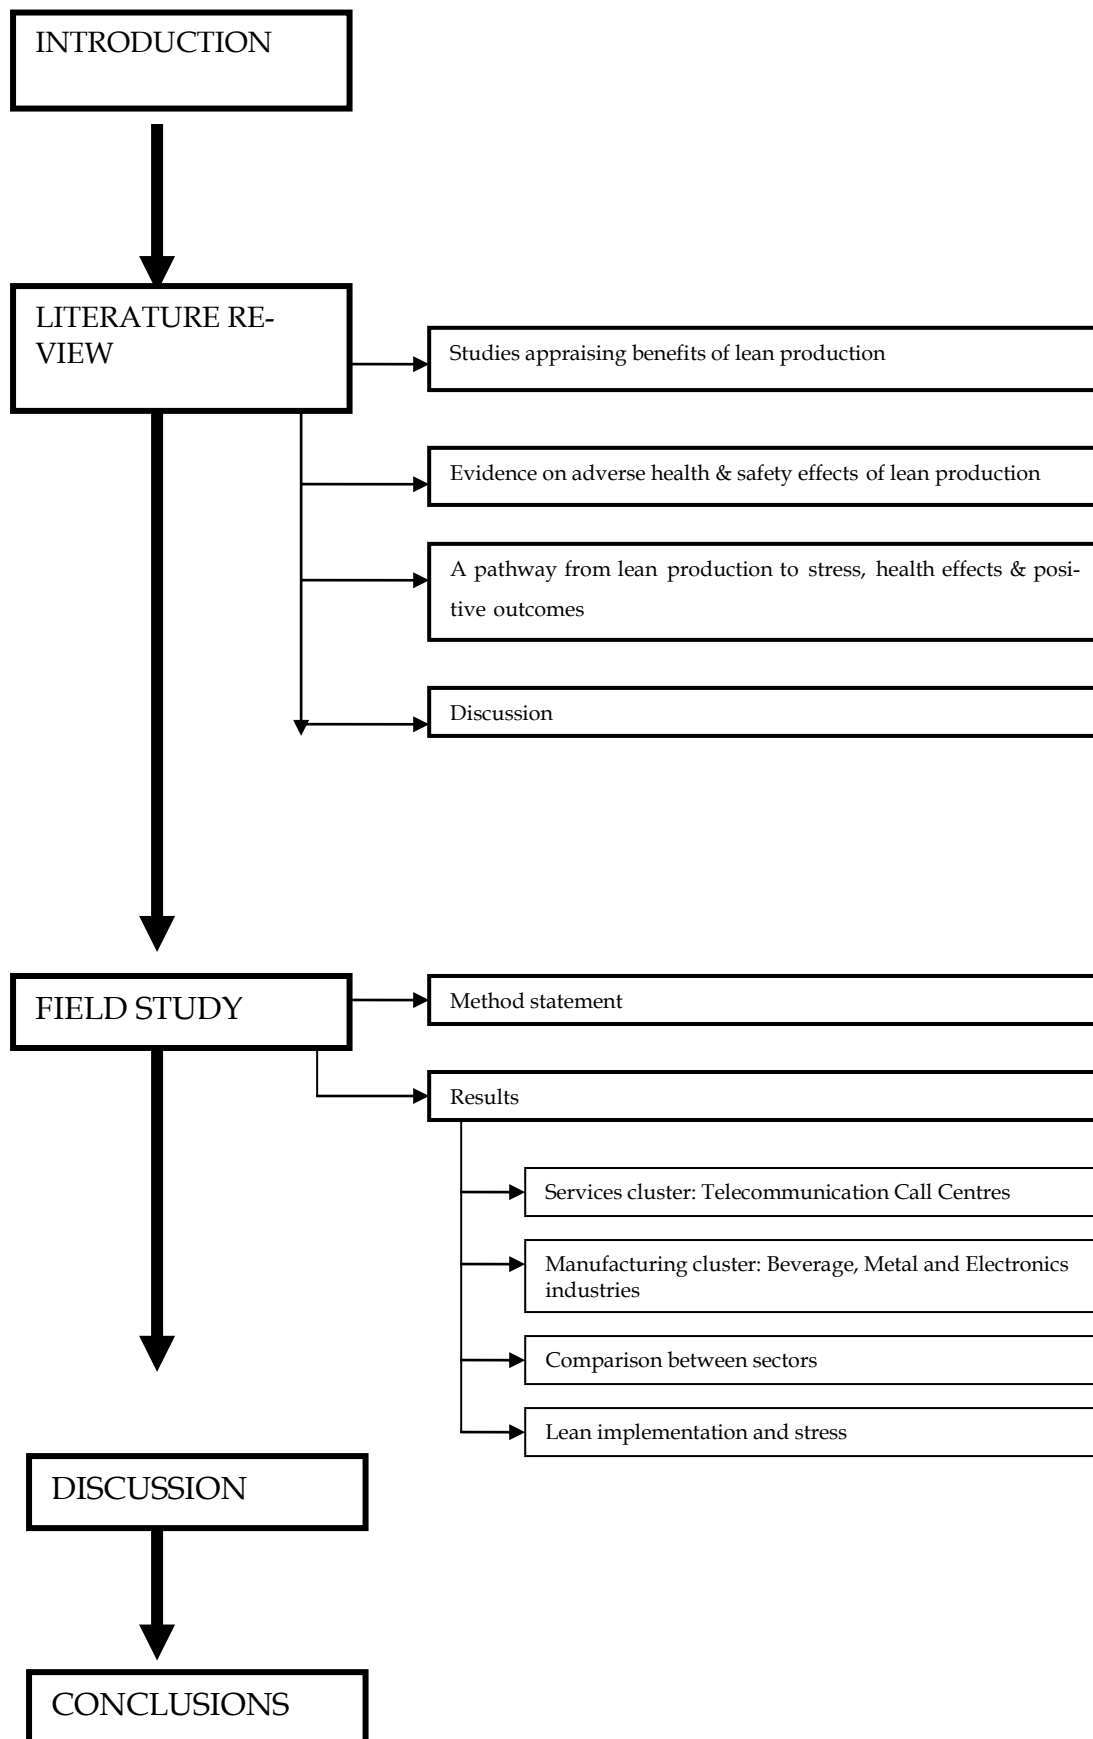 INTRODUCTION
LITERATURE RE-
VIEW
Studies appraising benefits of lean production
Evidence on adverse health & safety effects of lean production
A pathway from lean production to stress, health effects & posi-
tive outcomes
Discussion
FIELD STUDY
Method statement
Results
Services cluster: Telecommunication Call Centres
Manufacturing cluster: Beverage, Metal and Electronics
industries
Comparison between sectors
Lean implementation and stress
DISCUSSION
CONCLUSIONS